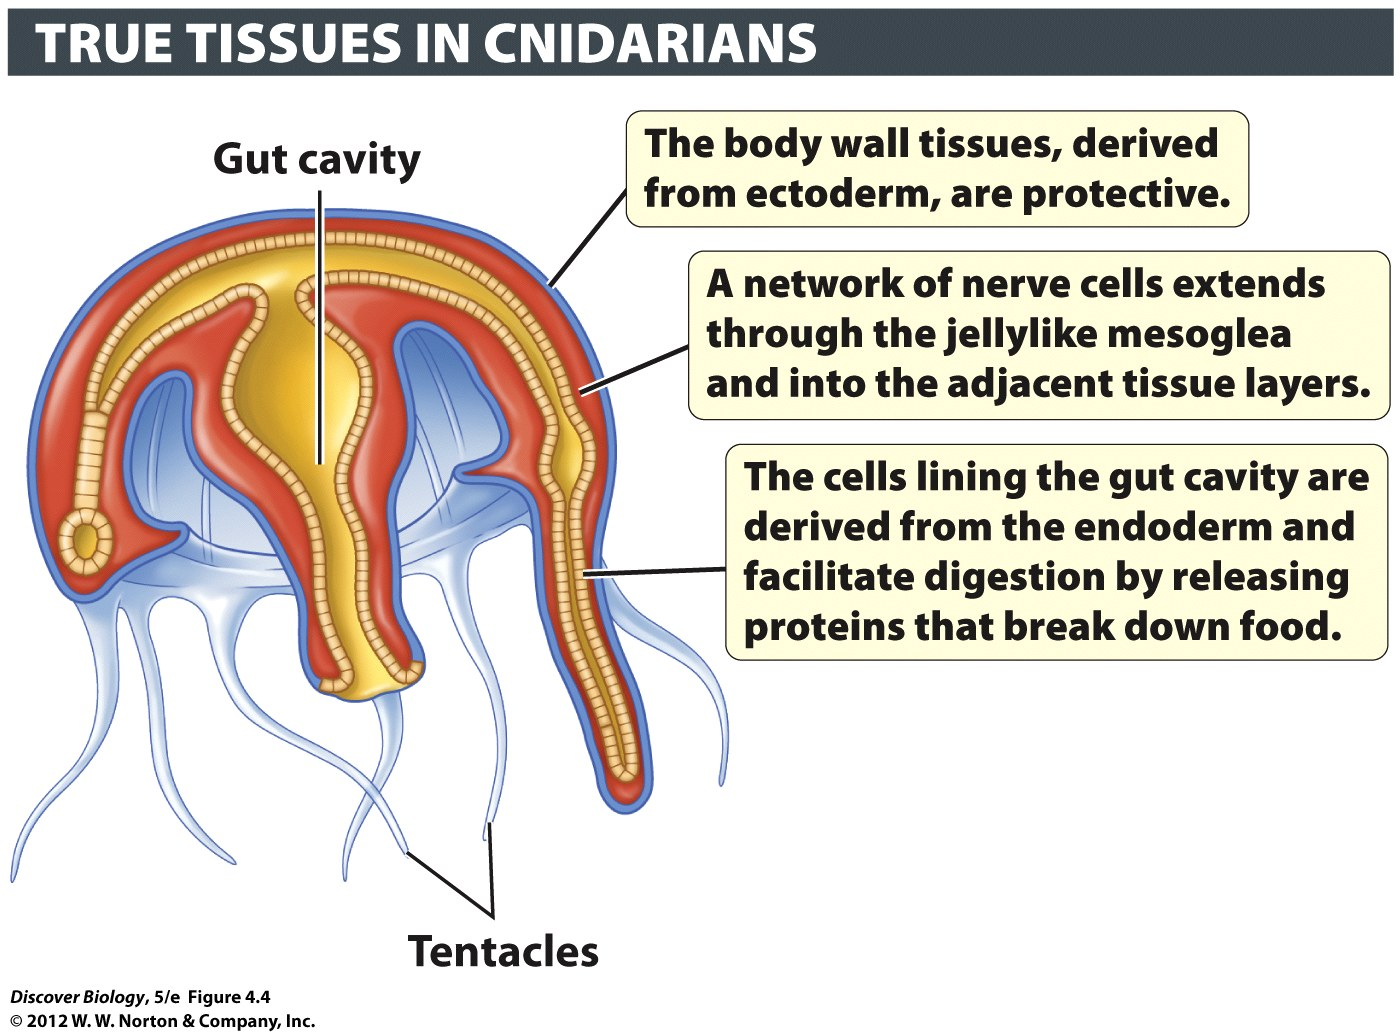 TRUE TISSUES IN CNIDARIANS
Gut cavity
The body wall tissues, derived
from ectoderm, are protective.
A network of nerve cells extends
through the jellylike mesoglea
and into the adjacent tissue layers.
The cells lining the gut cavity are
derived from the endoderm and
facilitate digestion by releasing
proteins that break down food.
Tentacles
Discover Biology, 5/e Figure 4.4
© 2012 W. W. Norton & Company, Inc.